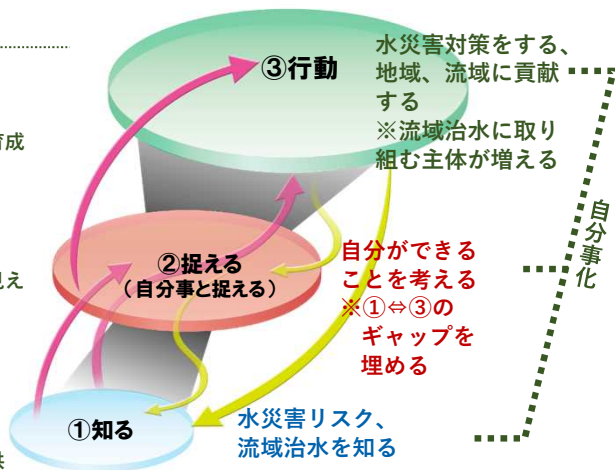 ③行動
水災害対策をする、
地域、流域に貢献
する
※流域治水に取り
組む主体が増える
育成
②捉える
(自分事と捉える)
自分ができる
ことを考える
※①⇔③の
ギャップを
埋める
自分事化
①知る
水災害リスク、
流域治水を知る